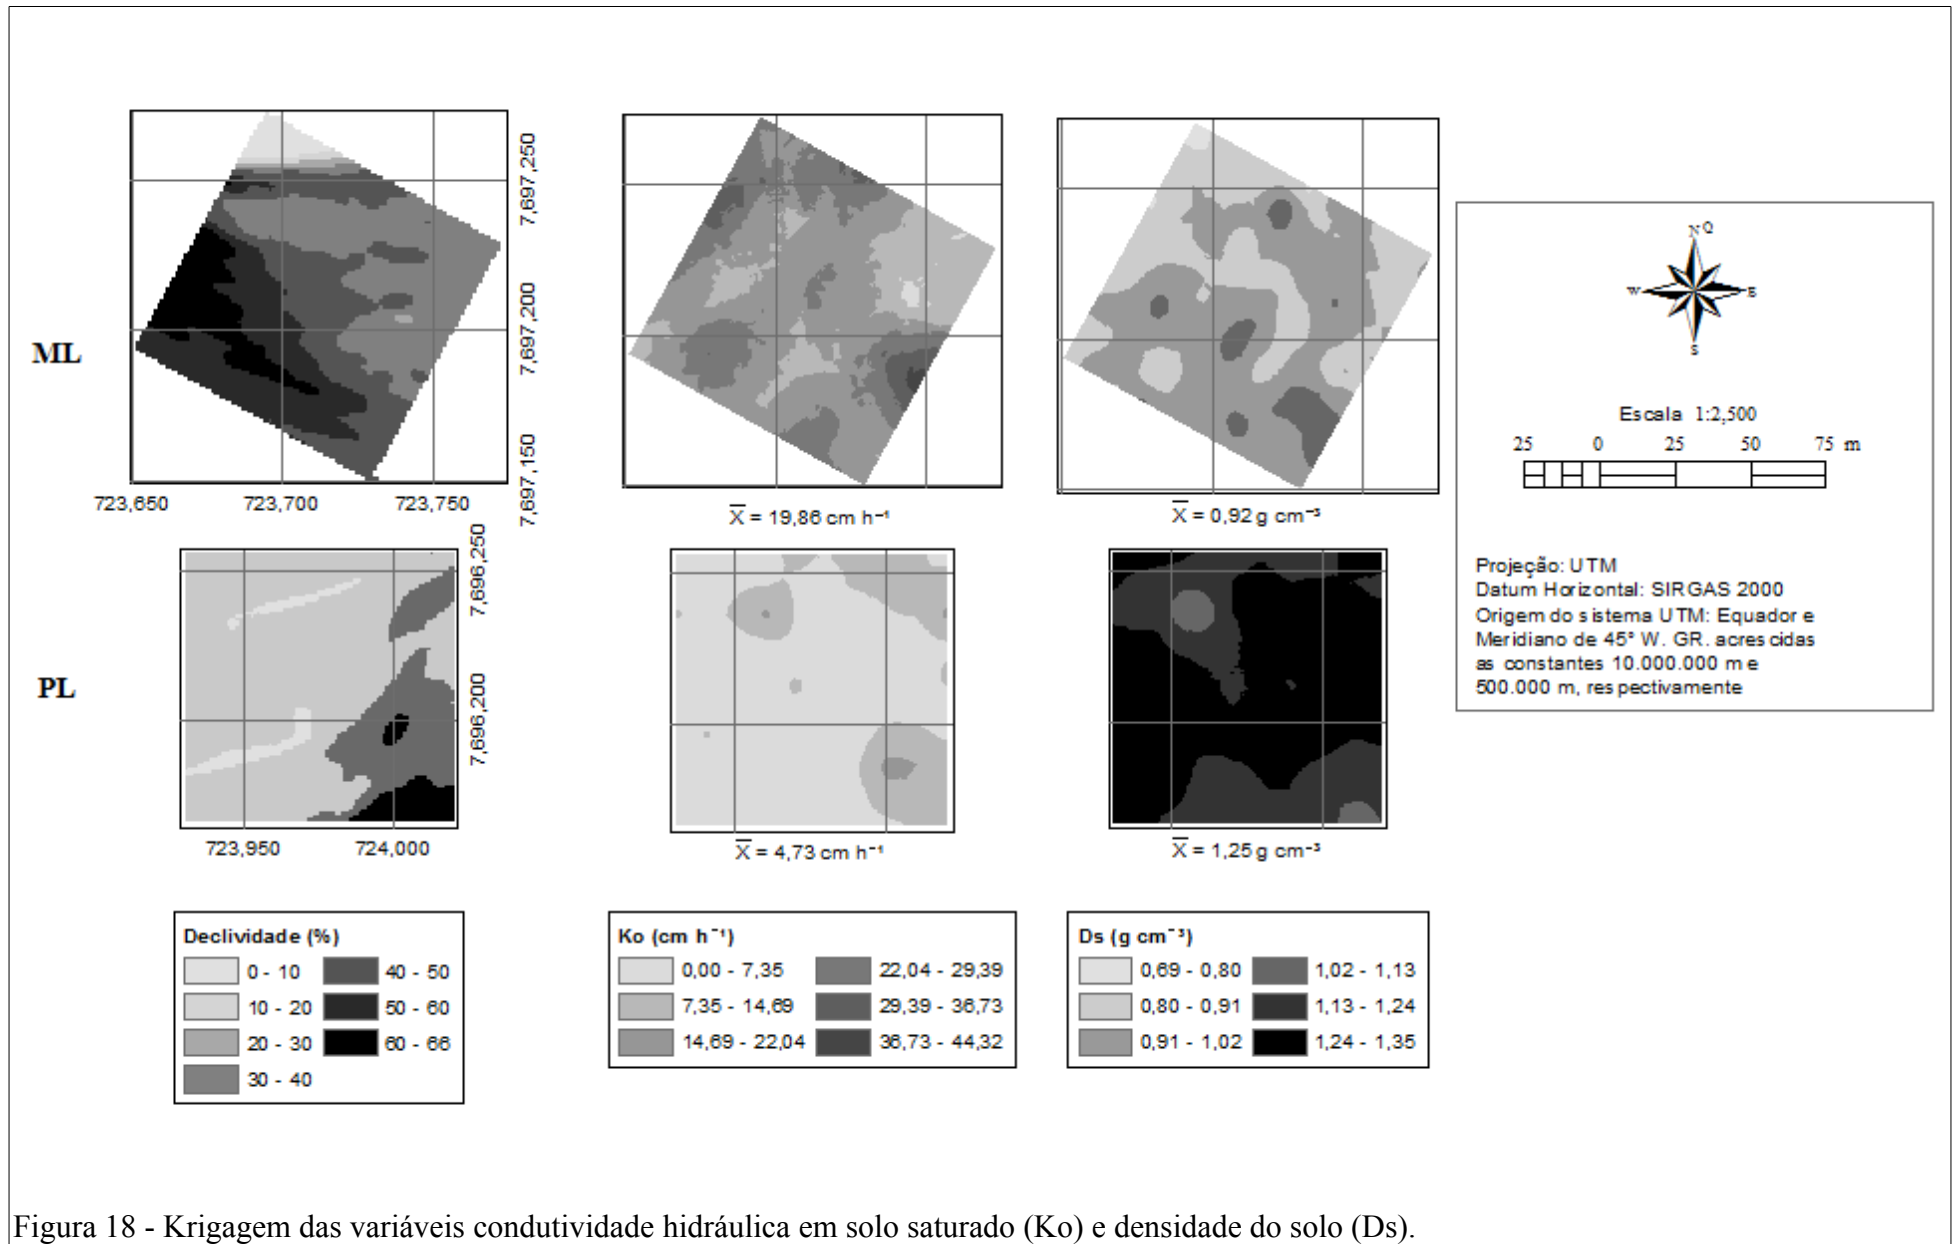 ML
7,697,250
7,697,200
7,697,150
723,650 723,700 723,750
X = 19,86 cm h⁻¹
X = 0,92 g cm⁻³
N Q
W E
S
Escala 1:2,500
25 0 25 50 75 m
Projeção: UTM
Datum Horizontal: SIRGAS 2000
Origem do sistema UTM: Equador e
Meridiano de 45° W. GR. acrescidas
as constantes 10.000.000 m e
500.000 m, respectivamente
PL
7,696,250
7,696,200
723,950 724,000
X = 4,73 cm h⁻¹
X = 1,25 g cm⁻³
Declividade (%)
0 - 10 40 - 50
10 - 20 50 - 60
20 - 30 60 - 66
30 - 40
Ko (cm h⁻¹)
0,00 - 7,35 22,04 - 29,39
7,35 - 14,69 29,39 - 36,73
14,69 - 22,04 36,73 - 44,32
Ds (g cm⁻³)
0,69 - 0,80 1,02 - 1,13
0,80 - 0,91 1,13 - 1,24
0,91 - 1,02 1,24 - 1,35
Figura 18 - Krigagem das variáveis condutividade hidráulica em solo saturado (Ko) e densidade do solo (Ds).